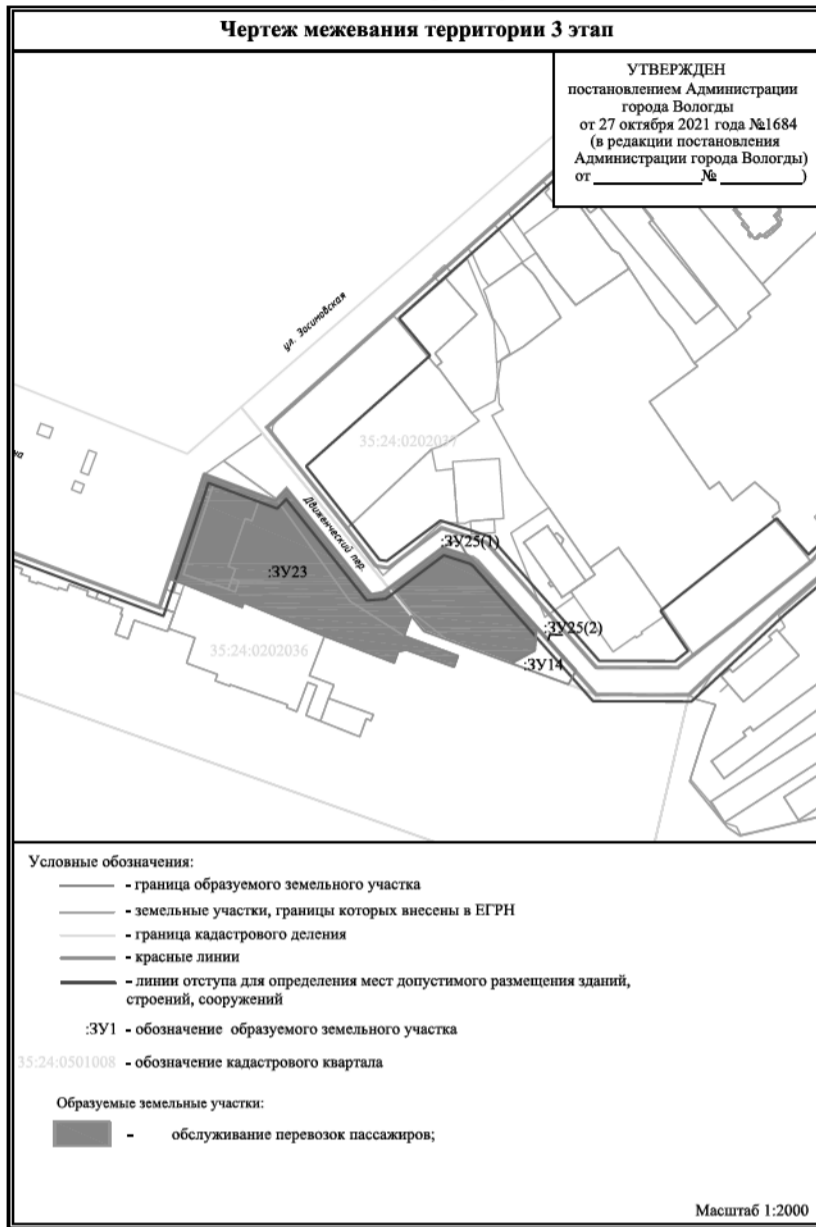 Чертеж межевания территории 3 этап
УТВЕРЖДЕН
постановлением Администрации
города Вологды
от 27 октября 2021 года №1684
(в редакции постановления
Администрации города Вологды)
от ____________ № __________)
ул. Зосимовская
35:24:0202037
на
Движенческий пер.
:ЗУ25(1)
:ЗУ23
:ЗУ25(2)
35:24:0202036
:ЗУ14
Условные обозначения:
- граница образуемого земельного участка
- земельные участки, границы которых внесены в ЕГРН
- граница кадастрового деления
- красные линии
- линии отступа для определения мест допустимого размещения зданий,
строений, сооружений
:ЗУ1 - обозначение образуемого земельного участка
35:24:0501008 - обозначение кадастрового квартала
Образуемые земельные участки:
- обслуживание перевозок пассажиров;
Масштаб 1:2000